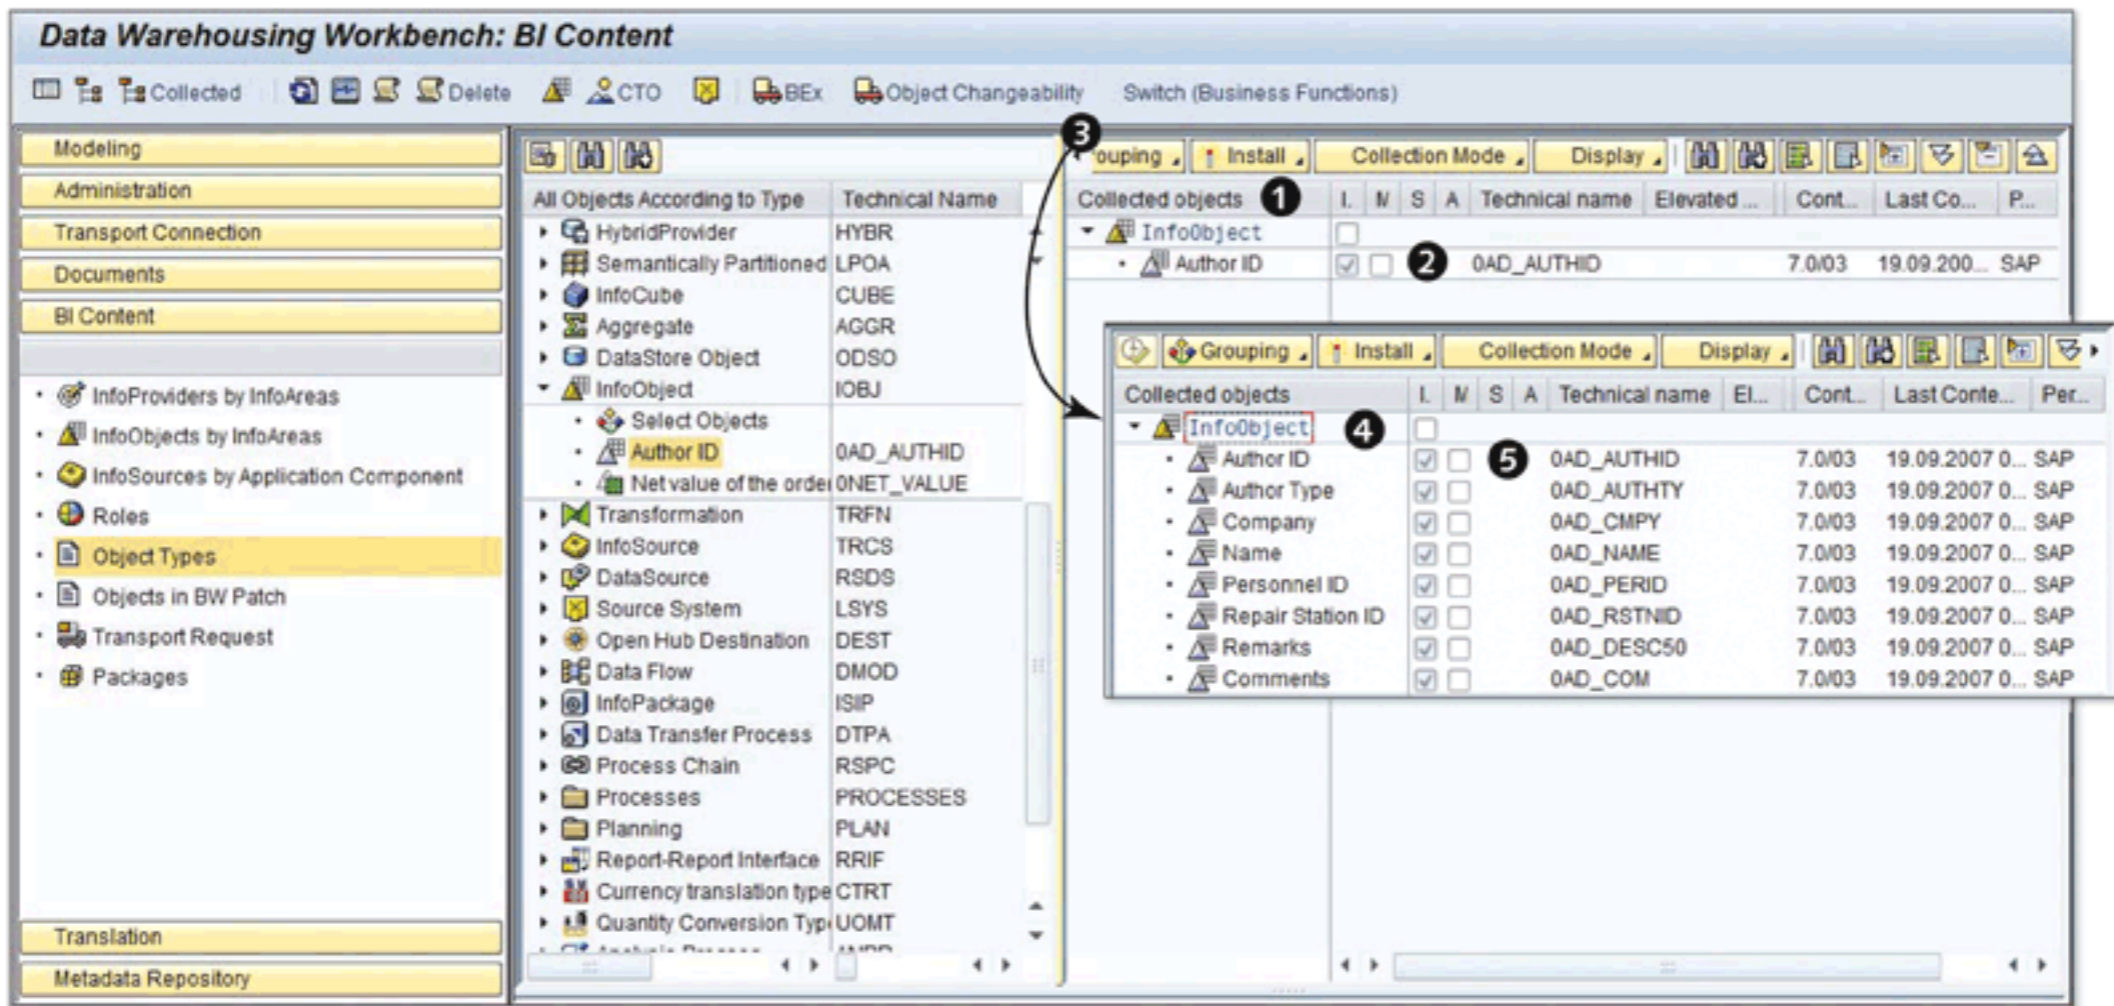 Data Warehousing Workbench: BI Content
Collected Delete CTO BEx Object Changeability Switch (Business Functions)
Modeling
Administration
Transport Connection
Documents
BI Content
InfoProviders by InfoAreas
InfoObjects by InfoAreas
InfoSources by Application Component
Roles
Object Types
Objects in BW Patch
Transport Request
Packages
Translation
Metadata Repository
All Objects According to Type Technical Name
HybridProvider HYBR
Semantically Partitioned LPOA
InfoCube CUBE
Aggregate AGGR
DataStore Object ODSO
InfoObject IOBJ
Select Objects
Author ID 0AD_AUTHID
Net value of the order 0NET_VALUE
Transformation TRFN
InfoSource TRCS
DataSource RSDS
Source System LSYS
Open Hub Destination DEST
Data Flow DMOD
InfoPackage ISIP
Data Transfer Process DTPA
Process Chain RSPC
Processes PROCESSES
Planning PLAN
Report-Report Interface RRIF
Currency translation type CTRT
Quantity Conversion Typ UOMT
3
ouping Install Collection Mode Display
Collected objects 1 I. M S A Technical name Elevated ... Cont... Last Co... P...
InfoObject
Author ID 2 0AD_AUTHID 7.0/03 19.09.200... SAP
Grouping Install Collection Mode Display
Collected objects I. M S A Technical name El... Cont... Last Conte... Per...
InfoObject 4
Author ID 5 0AD_AUTHID 7.0/03 19.09.2007 0... SAP
Author Type 0AD_AUTHTY 7.0/03 19.09.2007 0... SAP
Company 0AD_CMPY 7.0/03 19.09.2007 0... SAP
Name 0AD_NAME 7.0/03 19.09.2007 0... SAP
Personnel ID 0AD_PERID 7.0/03 19.09.2007 0... SAP
Repair Station ID 0AD_RSTNID 7.0/03 19.09.2007 0... SAP
Remarks 0AD_DESC50 7.0/03 19.09.2007 0... SAP
Comments 0AD_COM 7.0/03 19.09.2007 0... SAP